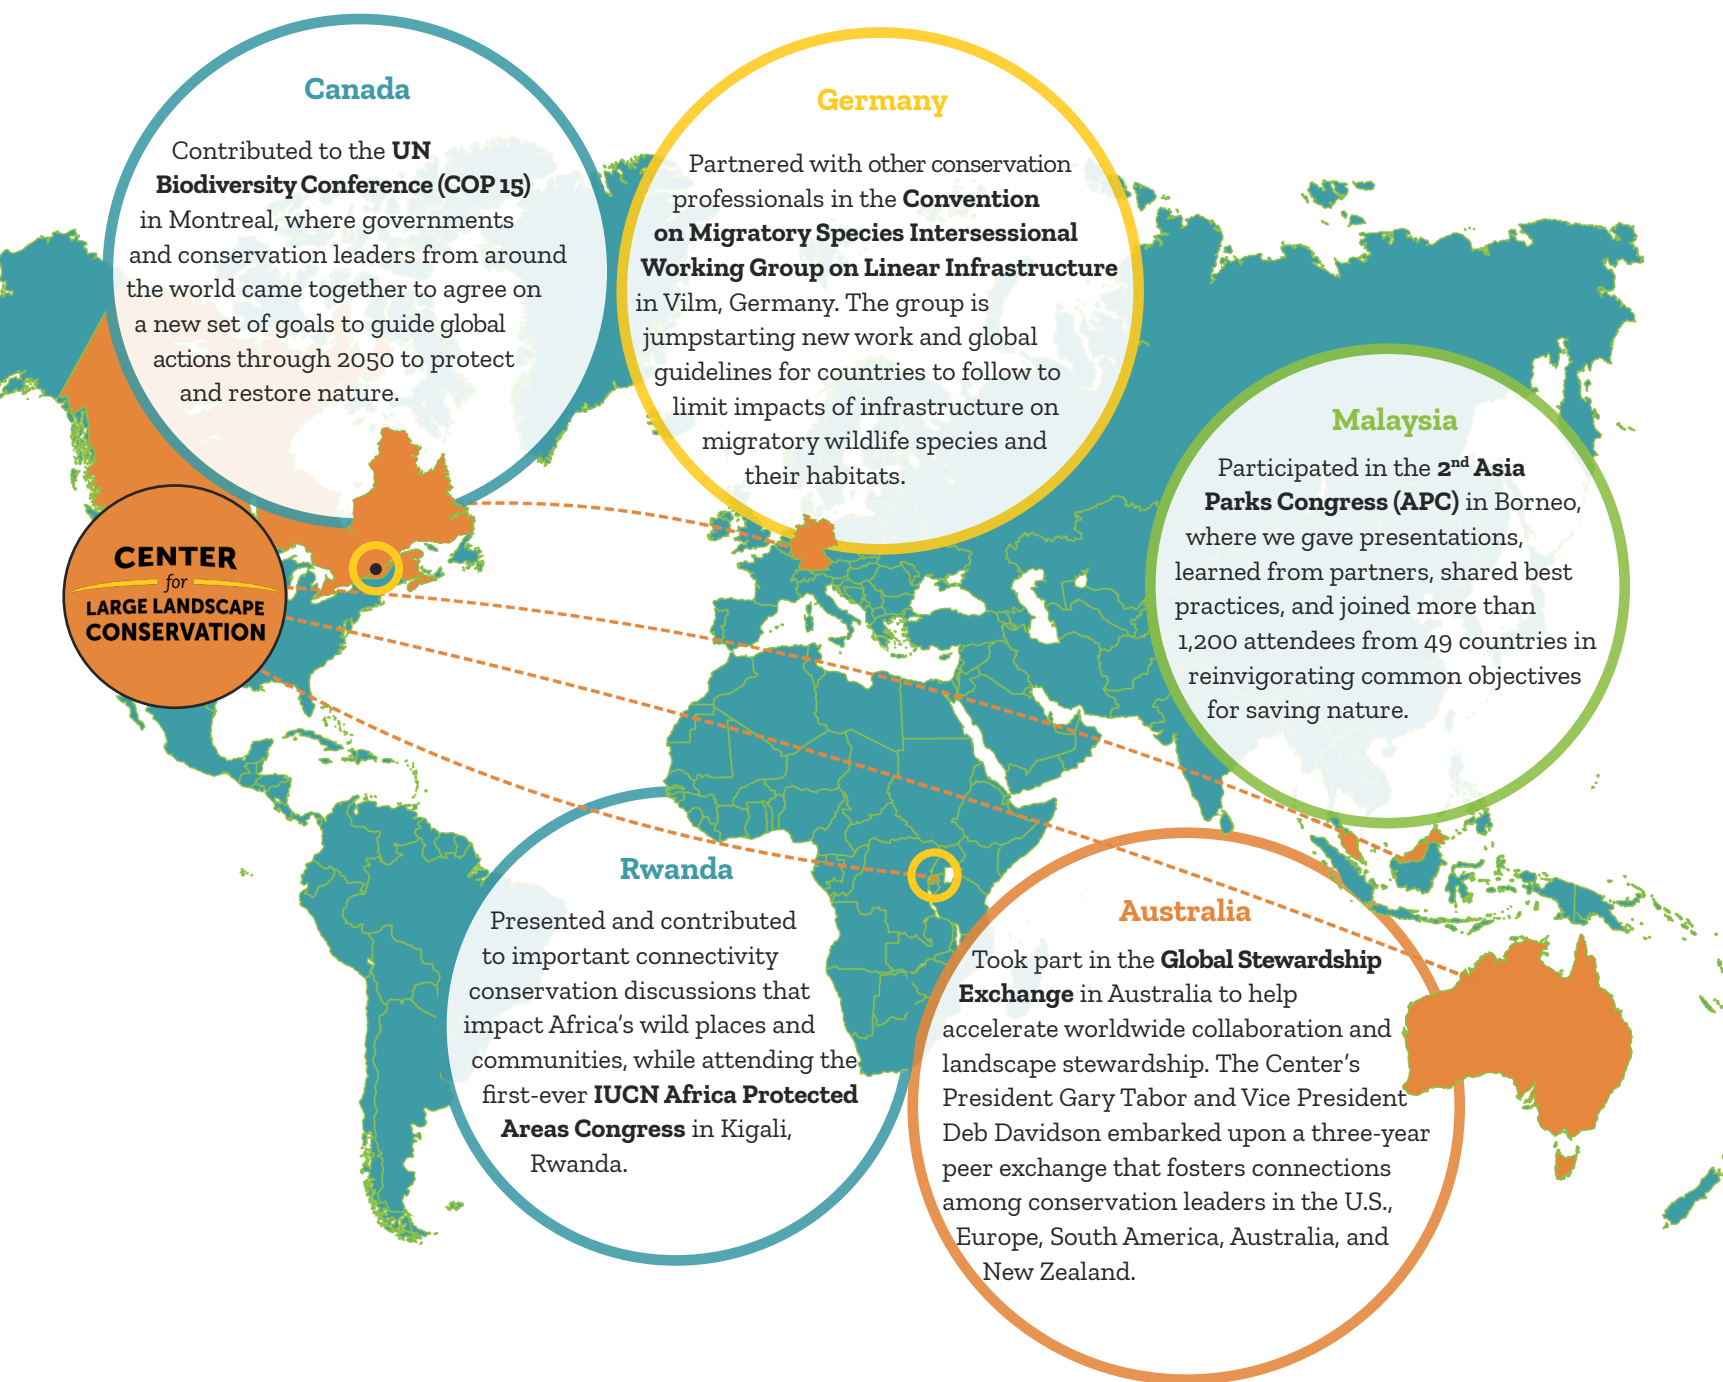 Canada
Contributed to the UN
Biodiversity Conference (COP 15)
in Montreal, where governments
and conservation leaders from around
the world came together to agree on
a new set of goals to guide global
actions through 2050 to protect
and restore nature.
Germany
Partnered with other conservation
professionals in the Convention
on Migratory Species Intersessional
Working Group on Linear Infrastructure
in Vilm, Germany. The group is
jumpstarting new work and global
guidelines for countries to follow to
limit impacts of infrastructure on
migratory wildlife species and
their habitats.
Malaysia
Participated in the 2nd Asia
Parks Congress (APC) in Borneo,
where we gave presentations,
learned from partners, shared best
practices, and joined more than
1,200 attendees from 49 countries in
reinvigorating common objectives
for saving nature.
CENTER
for
LARGE LANDSCAPE
CONSERVATION
Rwanda
Presented and contributed
to important connectivity
conservation discussions that
impact Africa's wild places and
communities, while attending the
first-ever IUCN Africa Protected
Areas Congress in Kigali,
Rwanda.
Australia
Took part in the Global Stewardship
Exchange in Australia to help
accelerate worldwide collaboration and
landscape stewardship. The Center's
President Gary Tabor and Vice President
Deb Davidson embarked upon a three-year
peer exchange that fosters connections
among conservation leaders in the U.S.,
Europe, South America, Australia, and
New Zealand.